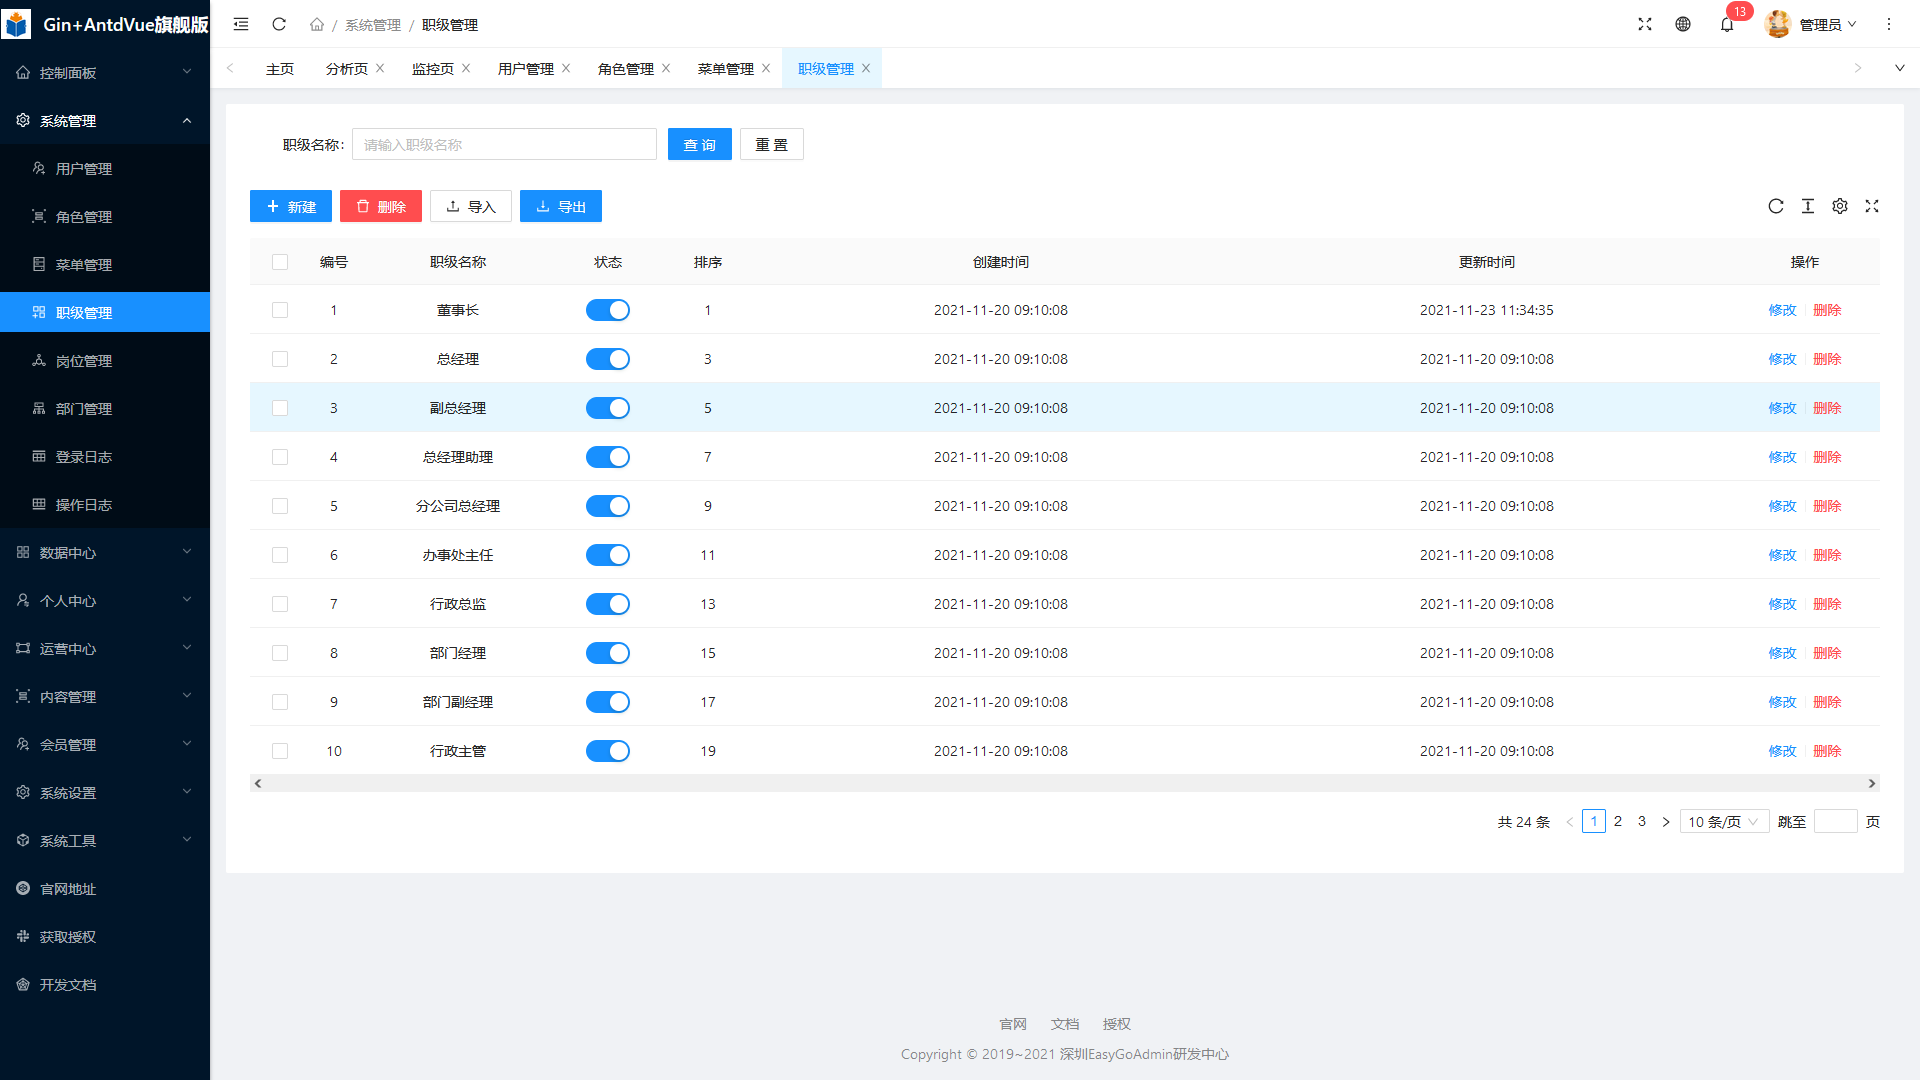 Gin+AntdVue旗舰版
控制面板
系统管理
用户管理
角色管理
菜单管理
职级管理
岗位管理
部门管理
登录日志
操作日志
数据中心
个人中心
运营中心
内容管理
会员管理
系统设置
系统工具
官网地址
获取授权
开发文档
/ 系统管理 / 职级管理
13
管理员
主页 分析页 监控页 用户管理 角色管理 菜单管理 职级管理
职级名称: 请输入职级名称 查 询 重 置
新建 删除 导入 导出
编号 职级名称 状态 排序 创建时间 更新时间 操作
1 董事长 1 2021-11-20 09:10:08 2021-11-23 11:34:35 修改 删除
2 总经理 3 2021-11-20 09:10:08 2021-11-20 09:10:08 修改 删除
3 副总经理 5 2021-11-20 09:10:08 2021-11-20 09:10:08 修改 删除
4 总经理助理 7 2021-11-20 09:10:08 2021-11-20 09:10:08 修改 删除
5 分公司总经理 9 2021-11-20 09:10:08 2021-11-20 09:10:08 修改 删除
6 办事处主任 11 2021-11-20 09:10:08 2021-11-20 09:10:08 修改 删除
7 行政总监 13 2021-11-20 09:10:08 2021-11-20 09:10:08 修改 删除
8 部门经理 15 2021-11-20 09:10:08 2021-11-20 09:10:08 修改 删除
9 部门副经理 17 2021-11-20 09:10:08 2021-11-20 09:10:08 修改 删除
10 行政主管 19 2021-11-20 09:10:08 2021-11-20 09:10:08 修改 删除
共 24 条 1 2 3 10 条/页 跳至 页
官网 文档 授权
Copyright © 2019~2021 深圳EasyGoAdmin研发中心